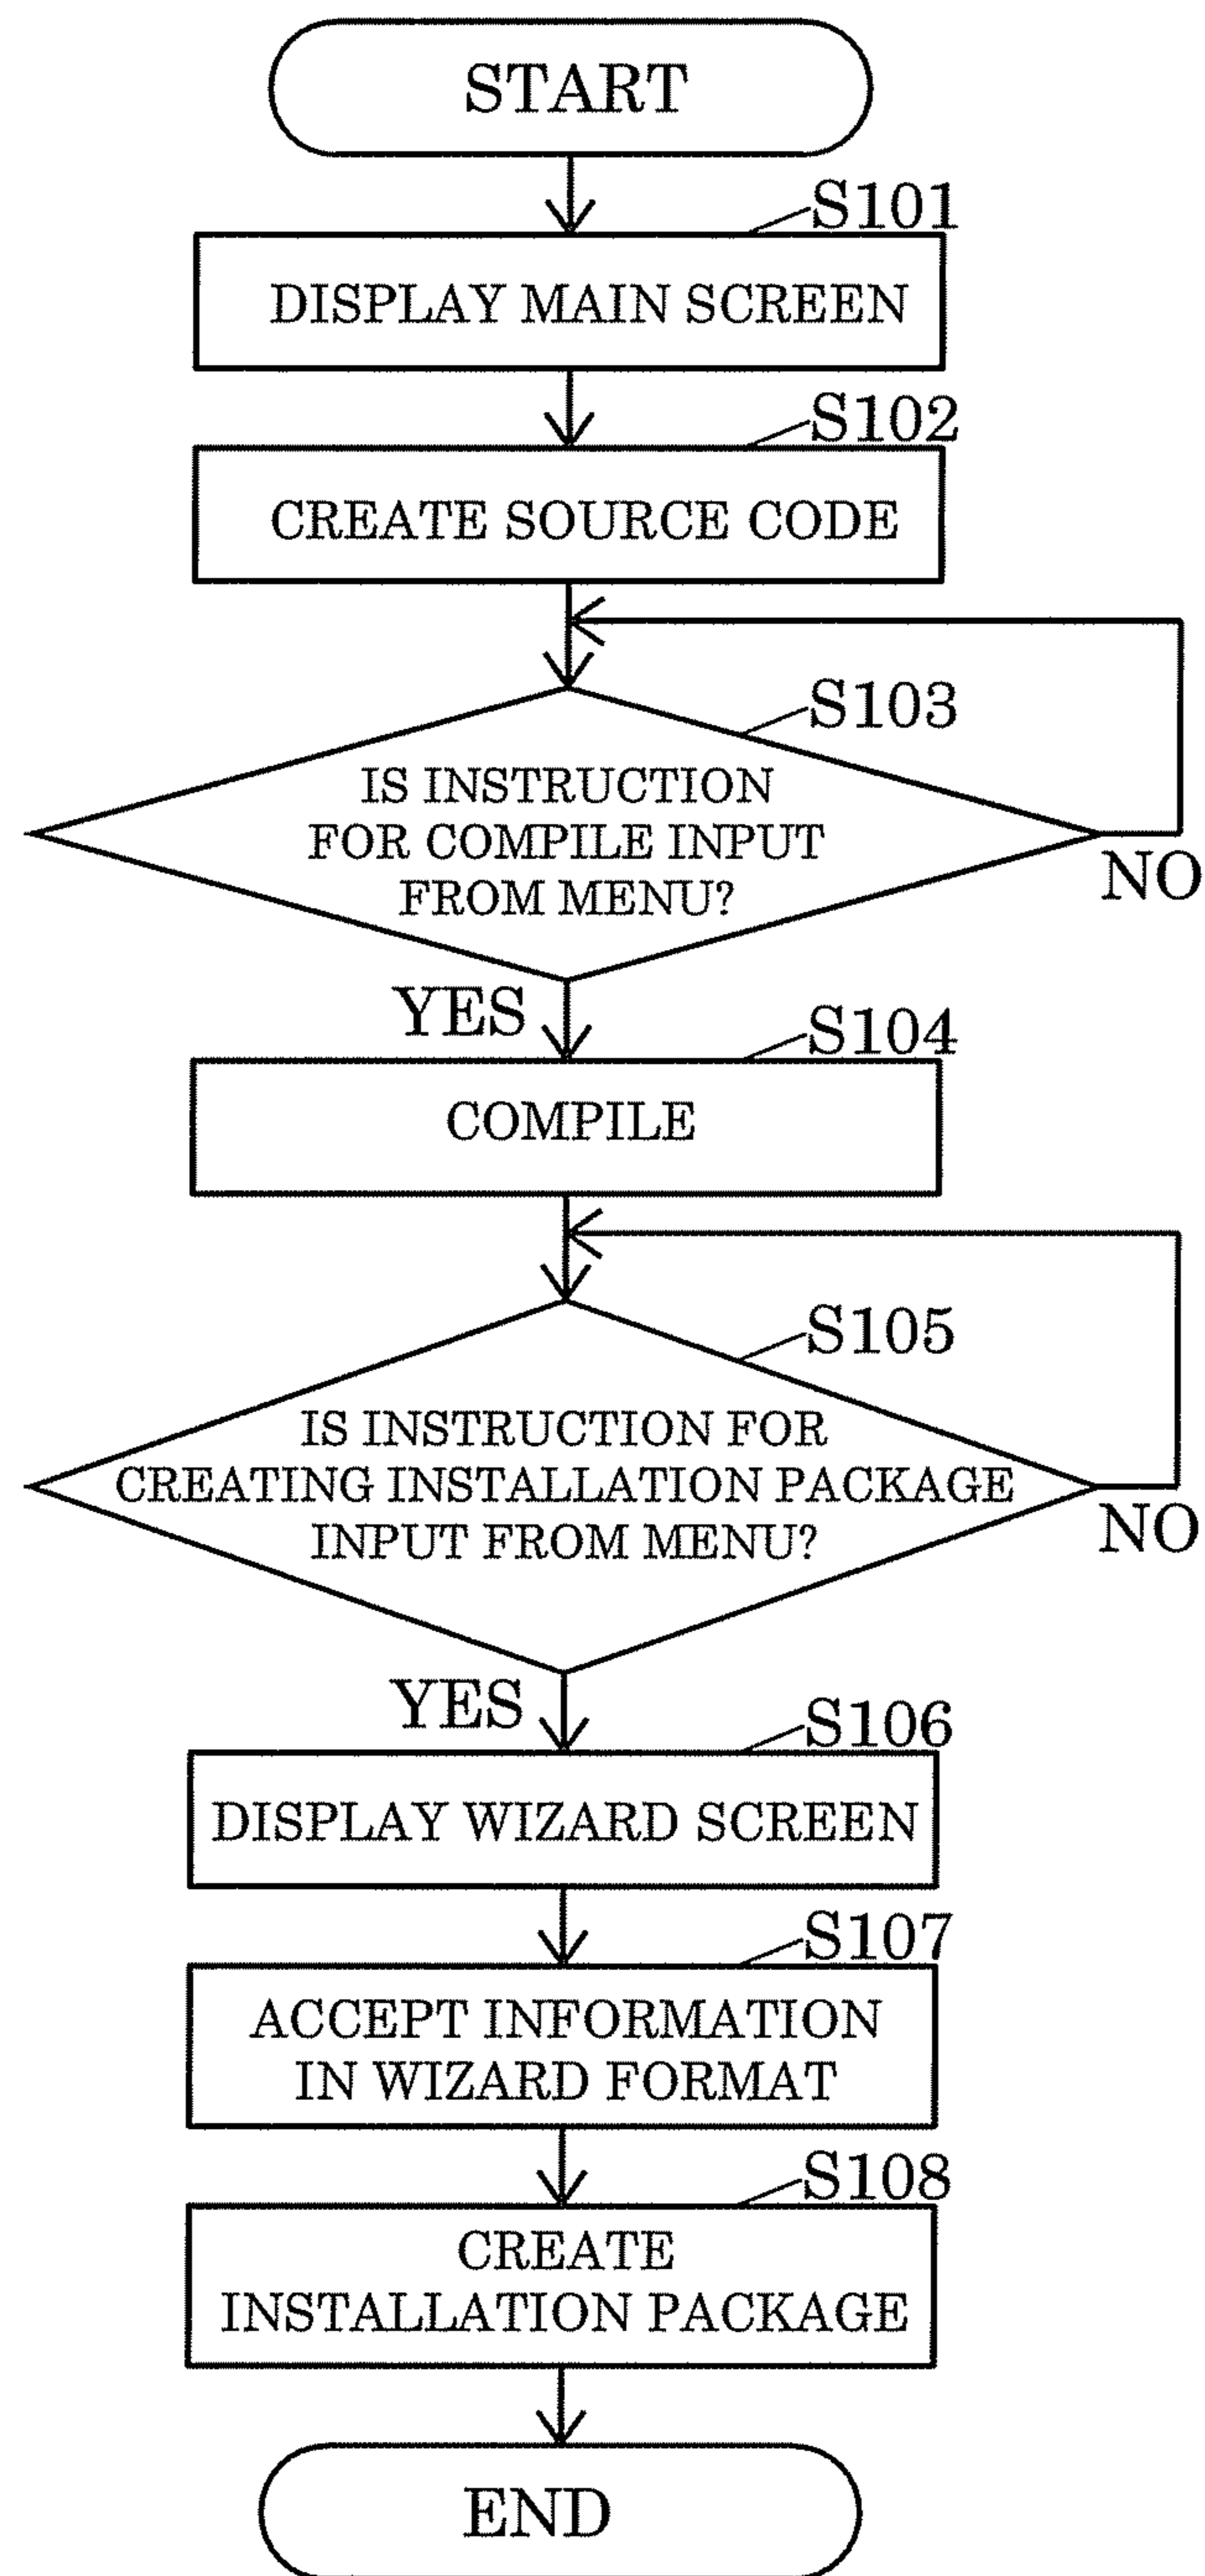 START
S101
DISPLAY MAIN SCREEN
S102
CREATE SOURCE CODE
S103
IS INSTRUCTION
FOR COMPILE INPUT
FROM MENU?
NO
YES
S104
COMPILE
S105
IS INSTRUCTION FOR
CREATING INSTALLATION PACKAGE
INPUT FROM MENU?
NO
YES
S106
DISPLAY WIZARD SCREEN
S107
ACCEPT INFORMATION
IN WIZARD FORMAT
S108
CREATE
INSTALLATION PACKAGE
END